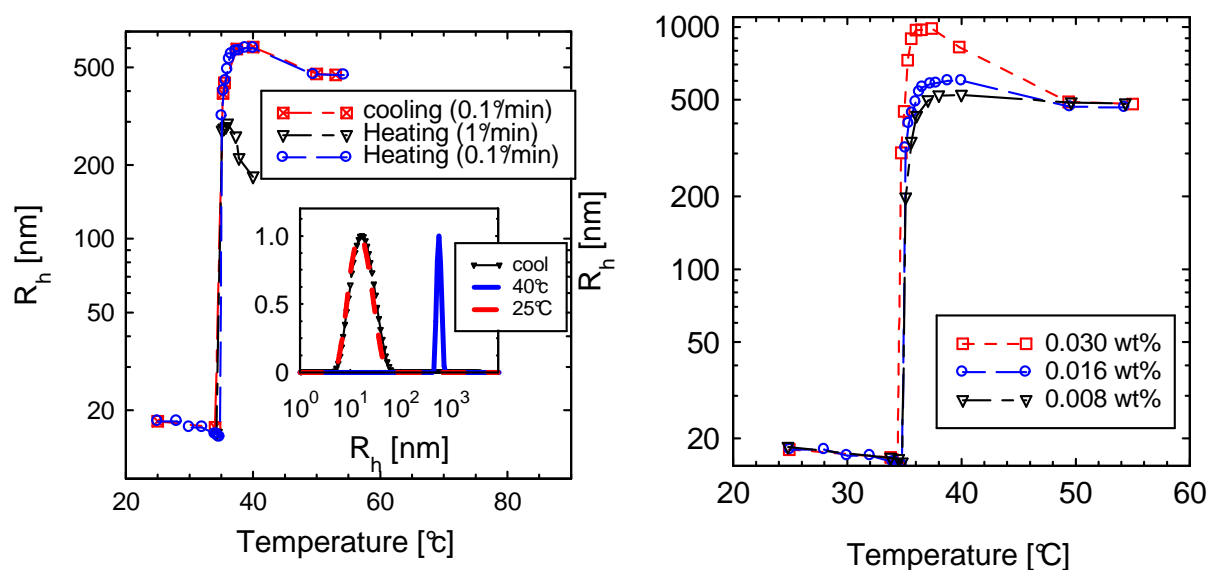 500
200
100
50
20
R_h [nm]
20 40 60 80
Temperature [°c]
cooling (0.1°/min)
Heating (1°/min)
Heating (0.1°/min)
1.0
0.5
0
10^0 10^1 10^2 10^3
R_h [nm]
cool
40°c
25°C
1000
500
200
100
50
20
R_h [nm]
20 30 40 50 60
Temperature [°C]
0.030 wt%
0.016 wt%
0.008 wt%